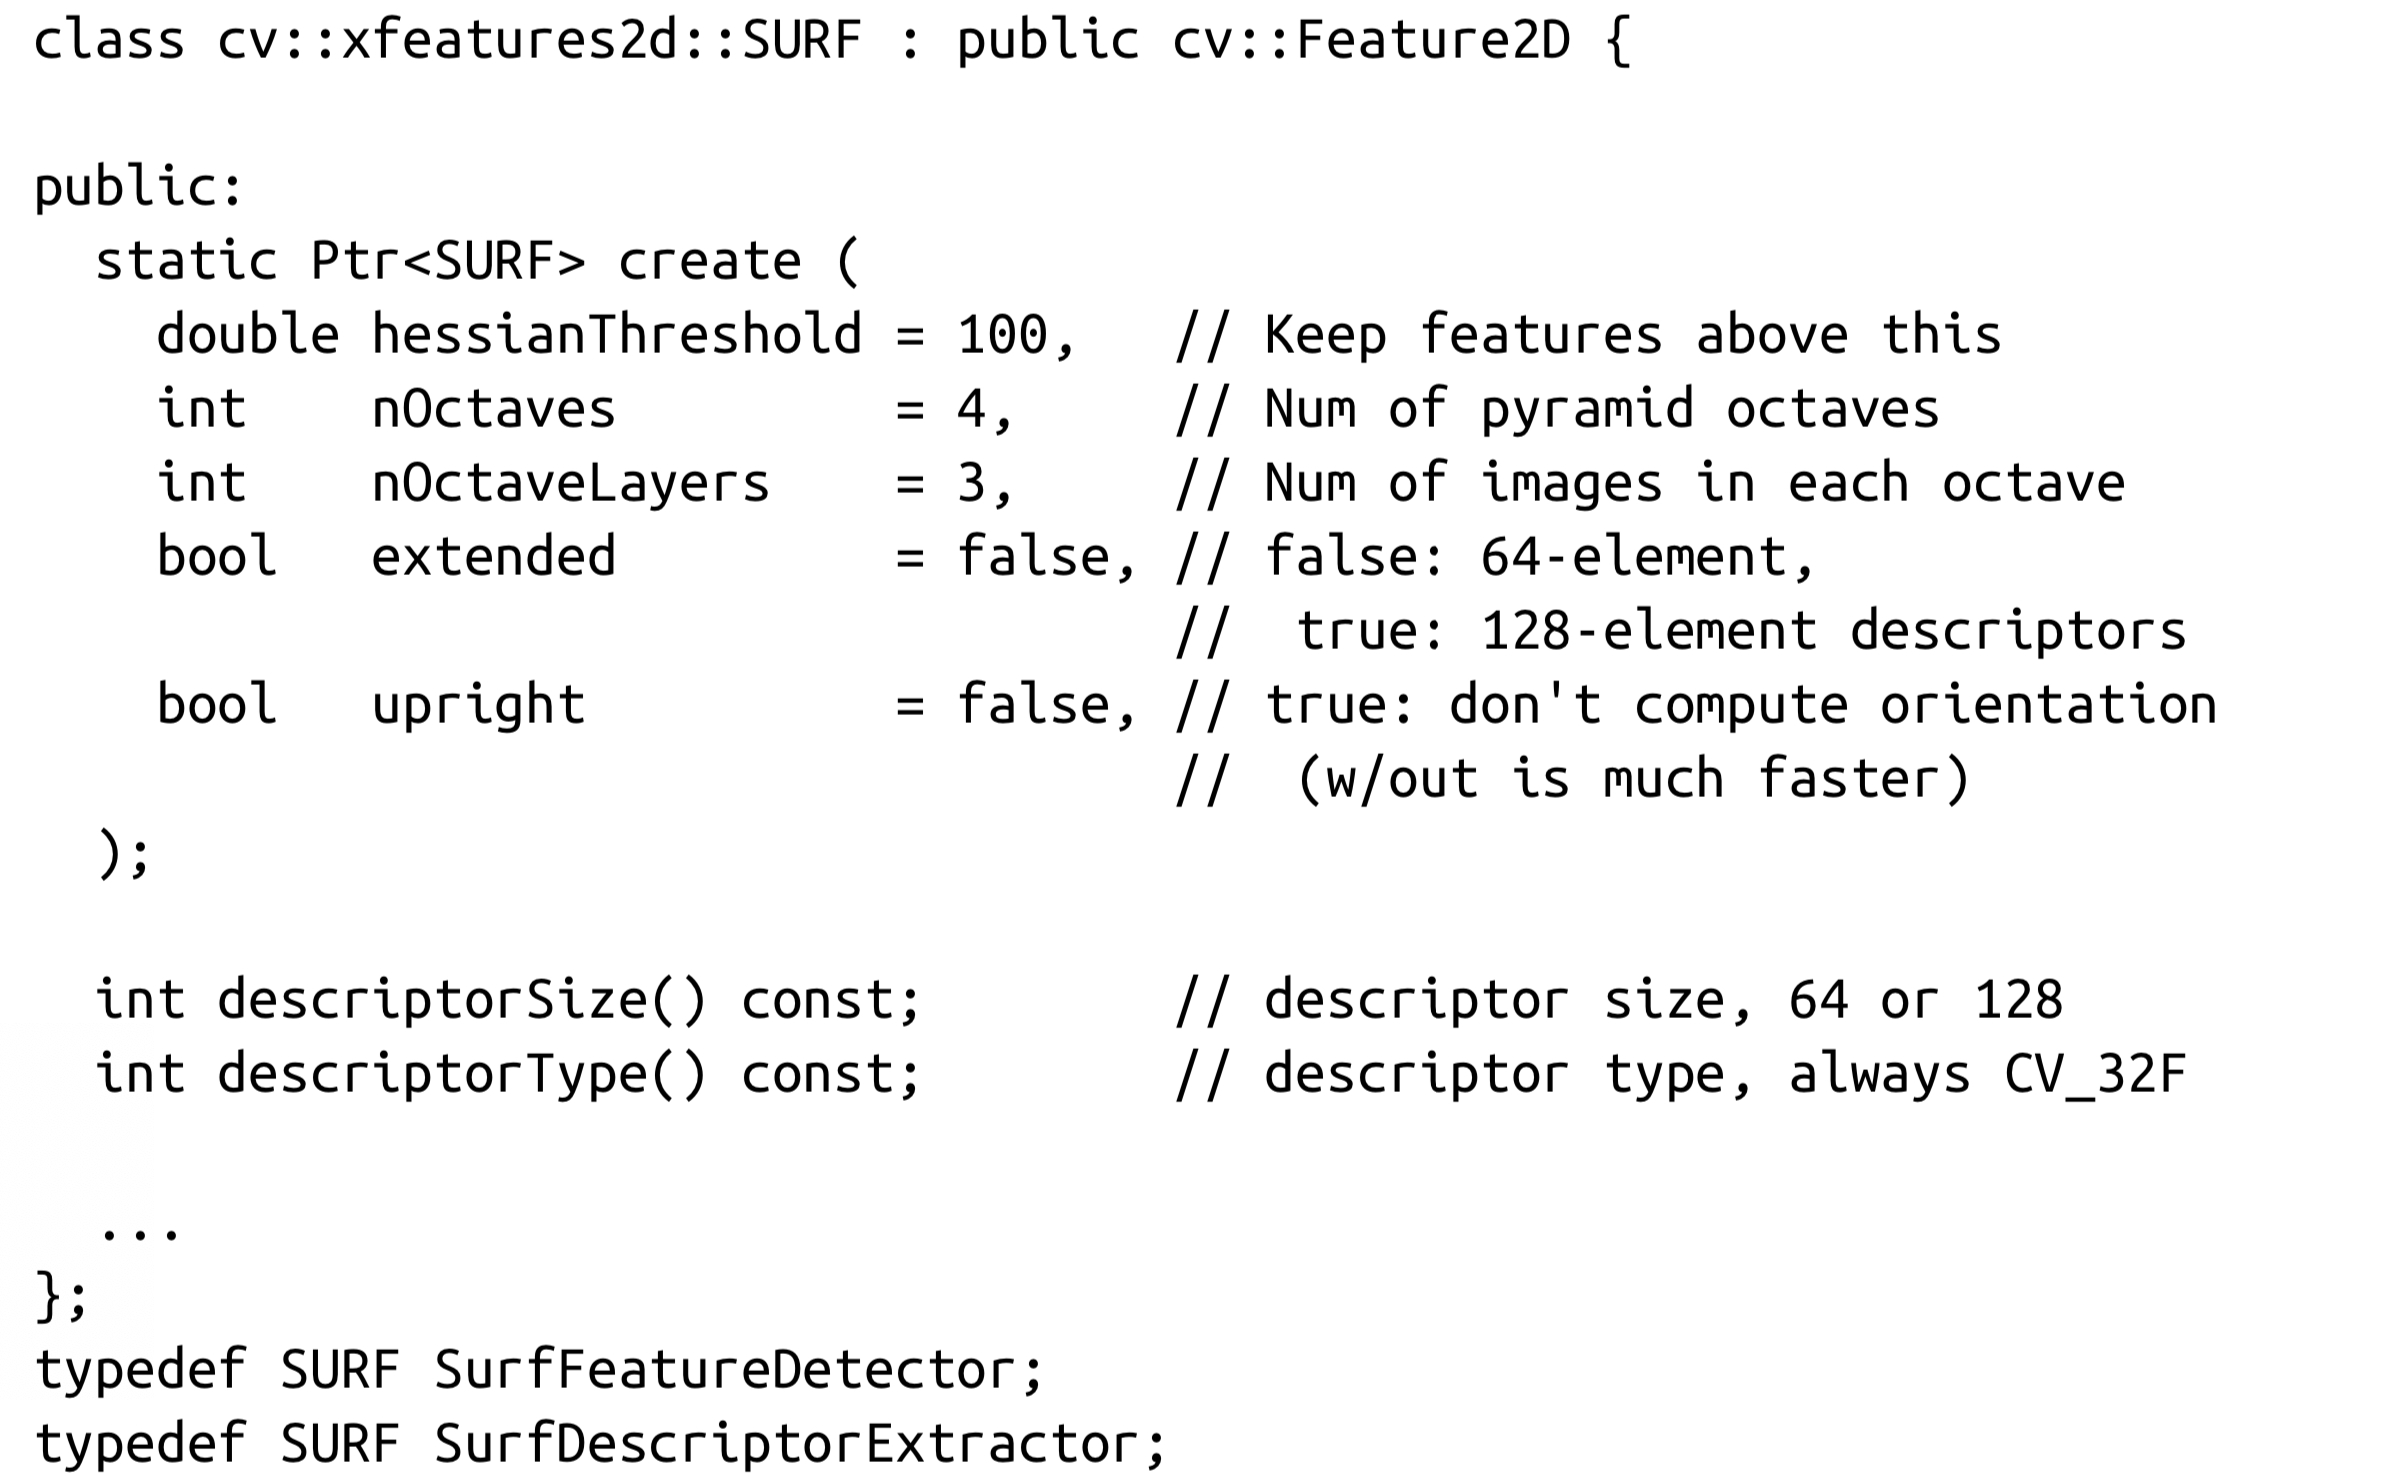 class cv::xfeatures2d::SURF : public cv::Feature2D {

public:
  static Ptr<SURF> create (
    double hessianThreshold = 100,   // Keep features above this
    int    nOctaves         = 4,     // Num of pyramid octaves
    int    nOctaveLayers    = 3,     // Num of images in each octave
    bool   extended         = false, // false: 64-element,
                                     //  true: 128-element descriptors
    bool   upright          = false, // true: don't compute orientation
                                     //  (w/out is much faster)
  );

  int descriptorSize() const;        // descriptor size, 64 or 128
  int descriptorType() const;        // descriptor type, always CV_32F

  ...
};
typedef SURF SurfFeatureDetector;
typedef SURF SurfDescriptorExtractor;